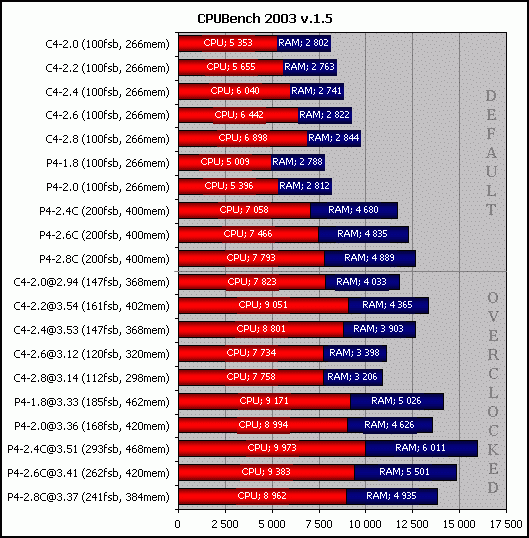 CPUBench 2003 v.1.5
C4-2.0 (100fsb, 266mem) CPU; 5 353 RAM; 2 802
C4-2.2 (100fsb, 266mem) CPU; 5 655 RAM; 2 763
C4-2.4 (100fsb, 266mem) CPU; 6 040 RAM; 2 741
C4-2.6 (100fsb, 266mem) CPU; 6 442 RAM; 2 822
C4-2.8 (100fsb, 266mem) CPU; 6 898 RAM; 2 844
P4-1.8 (100fsb, 266mem) CPU; 5 009 RAM; 2 788
P4-2.0 (100fsb, 266mem) CPU; 5 396 RAM; 2 812
P4-2.4C (200fsb, 400mem) CPU; 7 058 RAM; 4 680
P4-2.6C (200fsb, 400mem) CPU; 7 466 RAM; 4 835
P4-2.8C (200fsb, 400mem) CPU; 7 793 RAM; 4 889
DEFAULT
C4-2.0@2.94 (147fsb, 368mem) CPU; 7 823 RAM; 4 033
C4-2.2@3.54 (161fsb, 402mem) CPU; 9 051 RAM; 4 365
C4-2.4@3.53 (147fsb, 368mem) CPU; 8 801 RAM; 3 903
C4-2.6@3.12 (120fsb, 320mem) CPU; 7 734 RAM; 3 398
C4-2.8@3.14 (112fsb, 298mem) CPU; 7 758 RAM; 3 206
P4-1.8@3.33 (185fsb, 462mem) CPU; 9 171 RAM; 5 026
P4-2.0@3.36 (168fsb, 420mem) CPU; 8 994 RAM; 4 626
P4-2.4C@3.51 (293fsb, 468mem) CPU; 9 973 RAM; 6 011
P4-2.6C@3.41 (262fsb, 420mem) CPU; 9 383 RAM; 5 501
P4-2.8C@3.37 (241fsb, 384mem) CPU; 8 962 RAM; 4 935
OVERCLOCKED
0 2 500 5 000 7 500 10 000 12 500 15 000 17 500